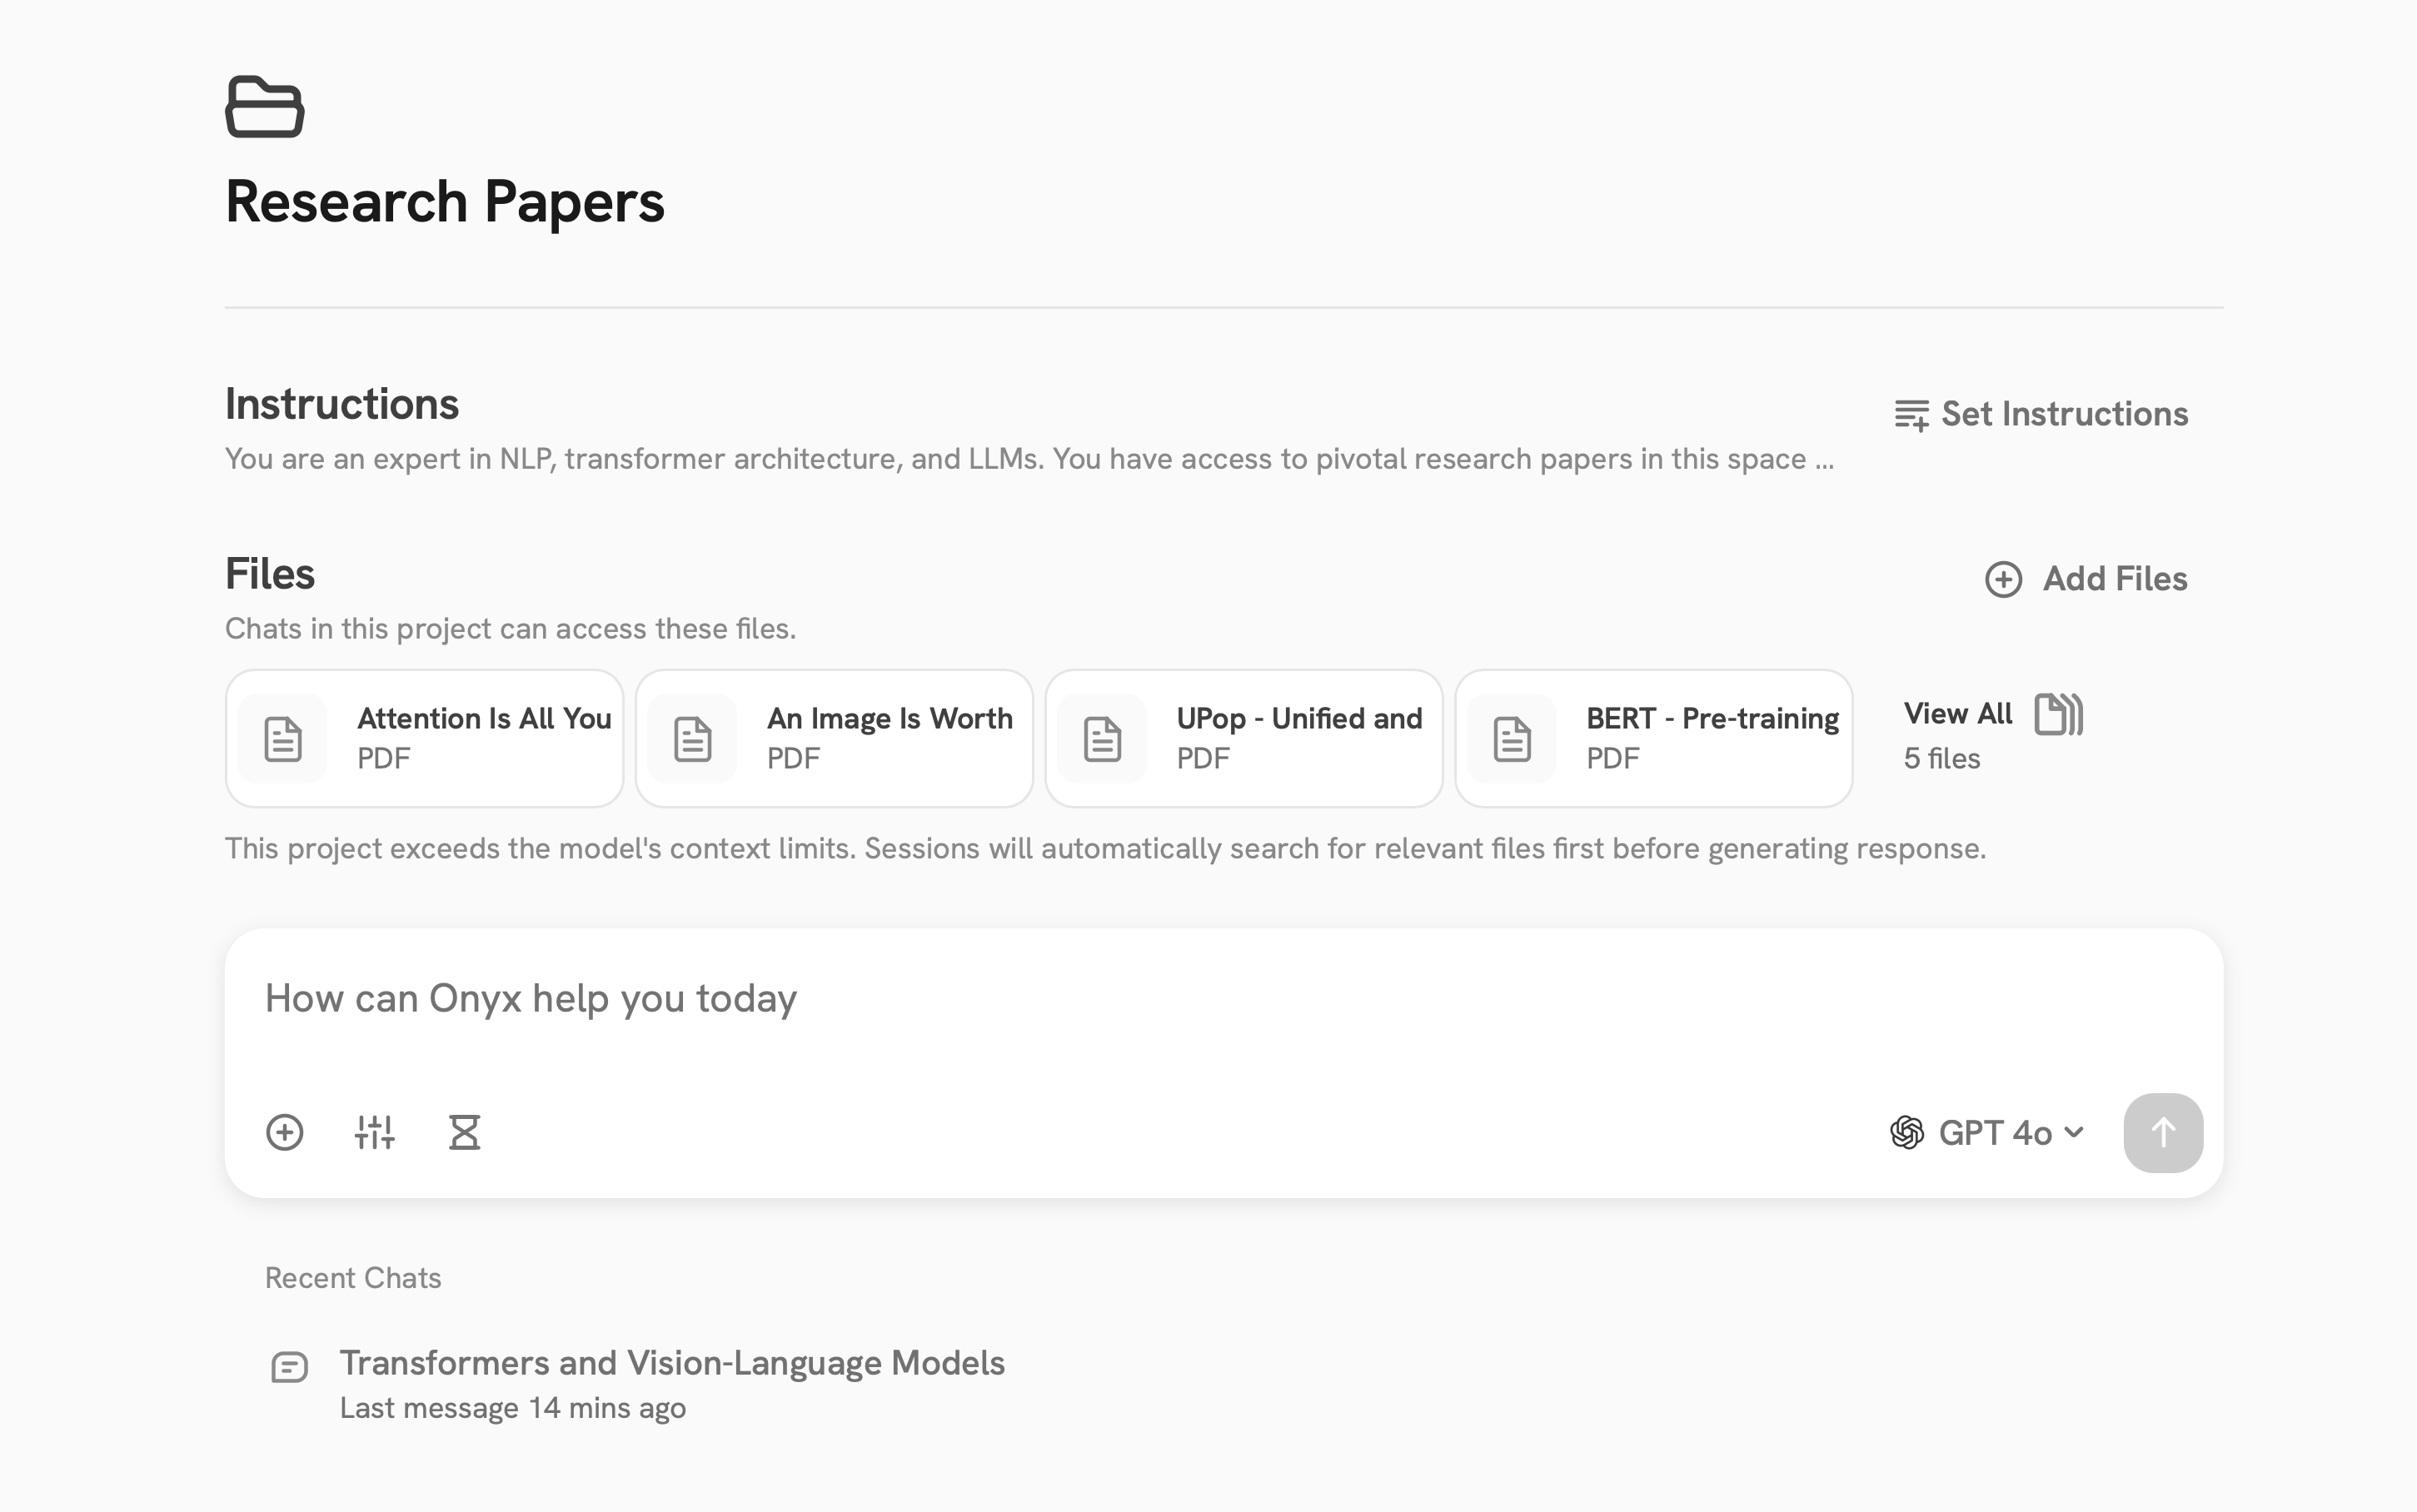 Research Papers
Instructions
Set Instructions
You are an expert in NLP, transformer architecture, and LLMs. You have access to pivotal research papers in this space ...
Files
Add Files
Chats in this project can access these files.
Attention Is All You
PDF
An Image Is Worth
PDF
UPop - Unified and
PDF
BERT - Pre-training
PDF
View All
5 files
This project exceeds the model's context limits. Sessions will automatically search for relevant files first before generating response.
How can Onyx help you today
GPT 4o
Recent Chats
Transformers and Vision-Language Models
Last message 14 mins ago